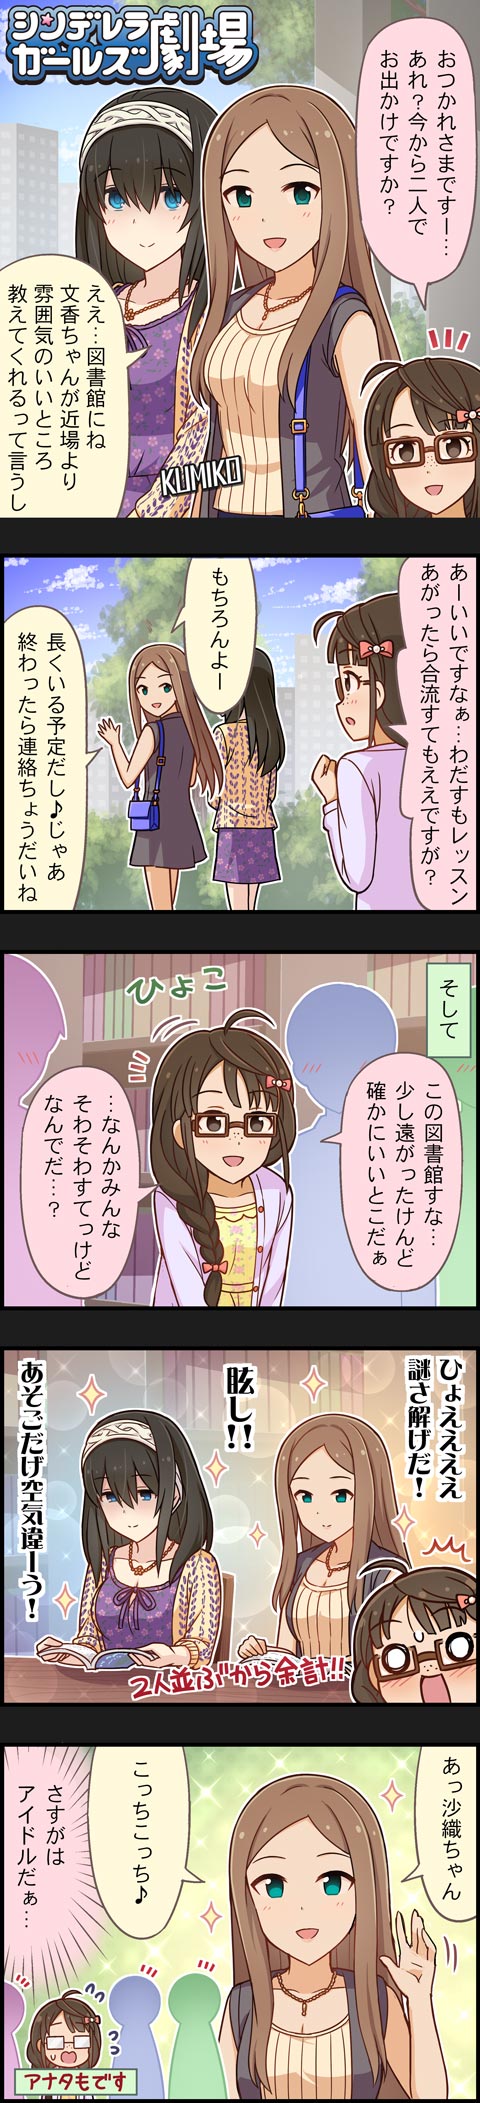 シンデレラ
ガールズ劇場
おつかれさまですー…
あれ？今から二人で
お出かけですか？
ええ…図書館にね
文香ちゃんが近場より
雰囲気のいいところ
教えてくれるって言うし
KUMIKO
あーいいですなぁ…わだすもレッスン
あがったら合流すてもええですが？
もちろんよー
長くいる予定だし♪じゃあ
終わったら連絡ちょうだいね
そして
ひょこ
この図書館すな…
少し遠がったけんど
確かにいいとこだぁ
…なんかみんな
そわそわすてっけど
なんでだ…？
ひょえええぇ
謎さ解げだ！
眩し！！
あそごだげ空気違ーう！
2人並ぶから余計!!
あっ沙織ちゃん
こっちこっち♪
さすがは
アイドルだぁ…
アナタもです